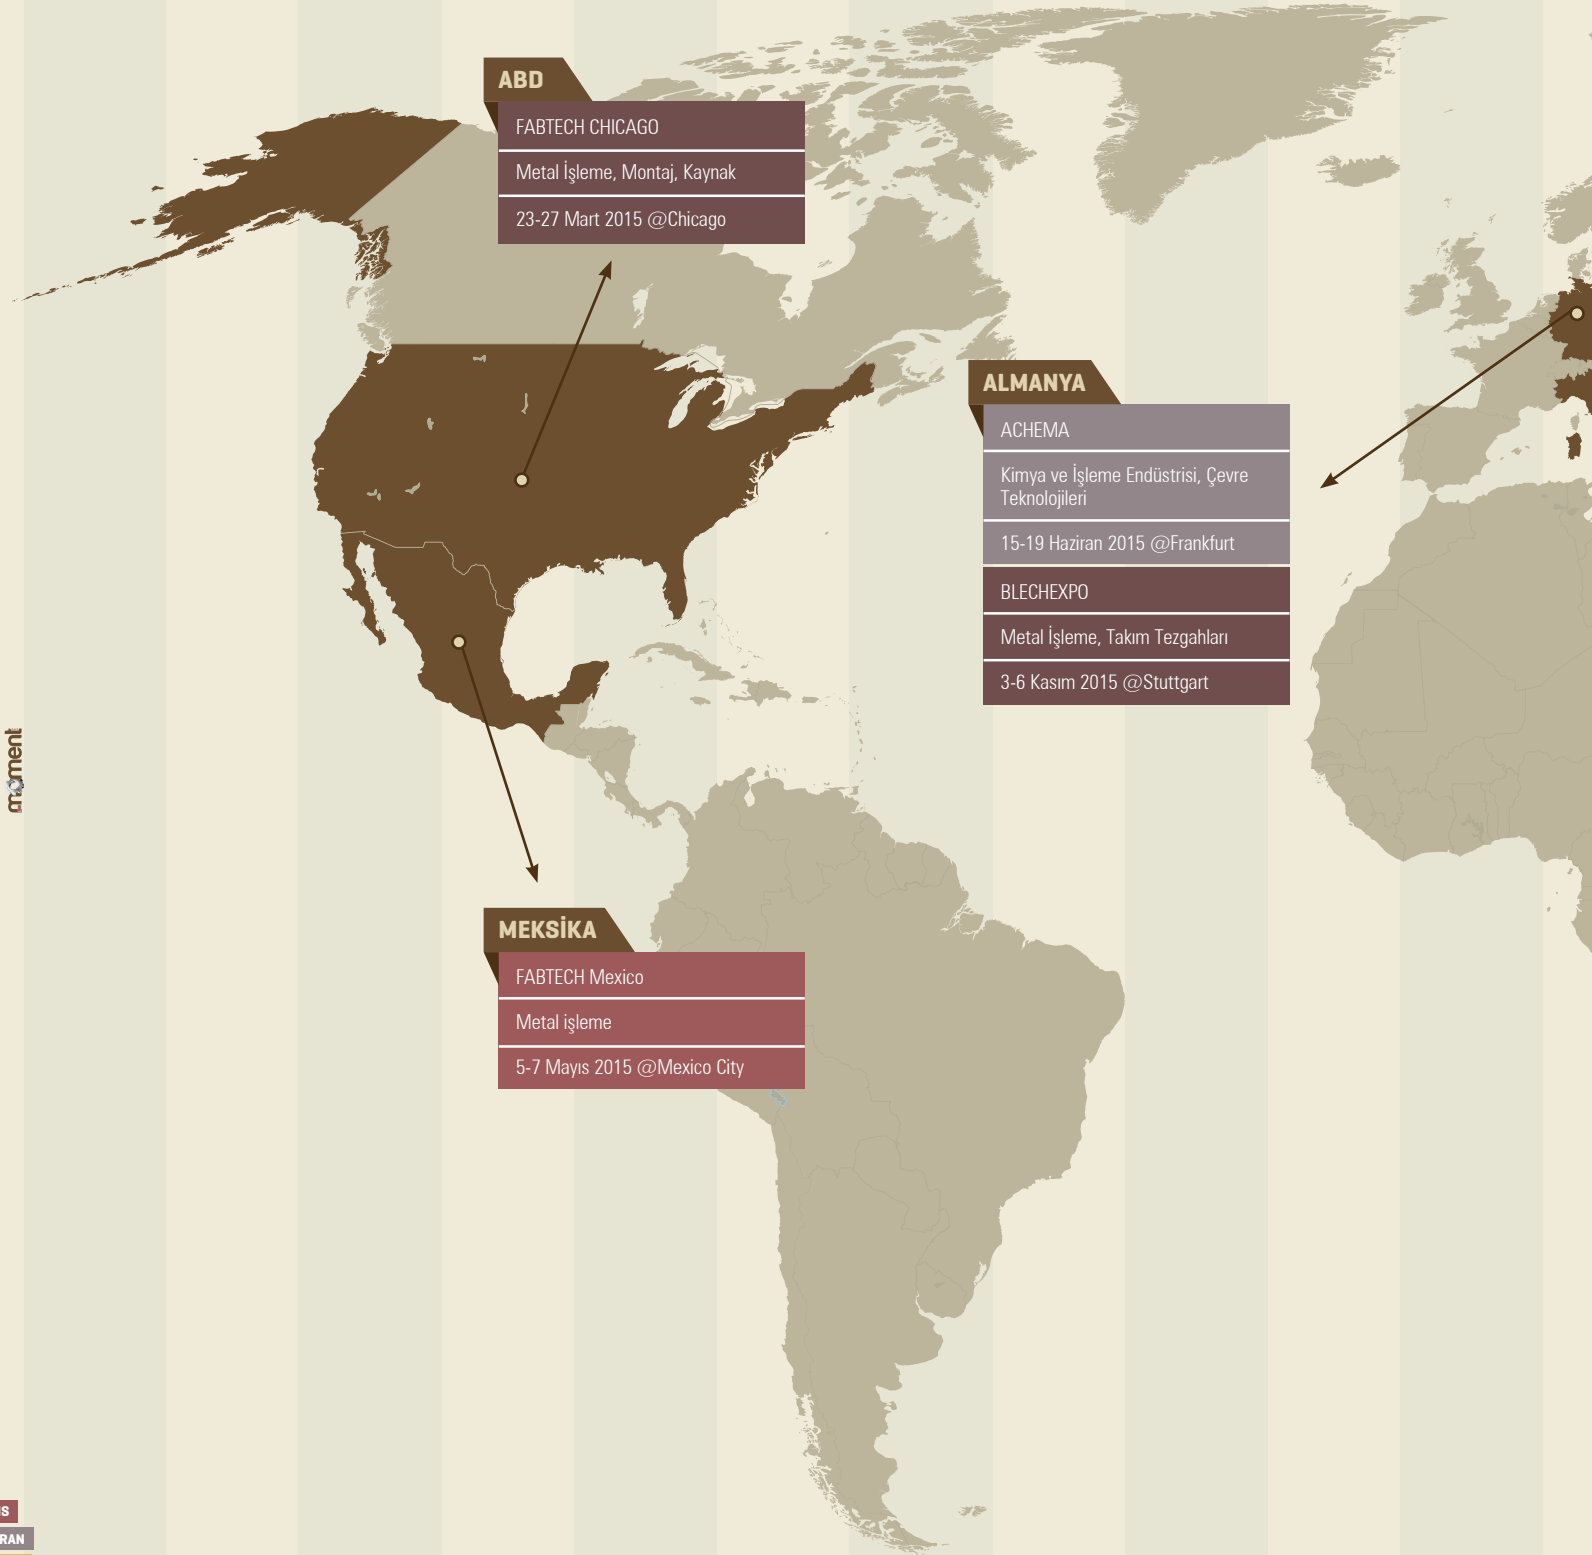 ABD
FABTECH CHICAGO
Metal İşleme, Montaj, Kaynak
23-27 Mart 2015 @Chicago
ALMANYA
ACHEMA
Kimya ve İşleme Endüstrisi, Çevre
Teknolojileri
15-19 Haziran 2015 @Frankfurt
BLECHEXPO
Metal İşleme, Takım Tezgahları
3-6 Kasım 2015 @Stuttgart
moment
MEKSİKA
FABTECH Mexico
Metal işleme
5-7 Mayıs 2015 @Mexico City
RAN